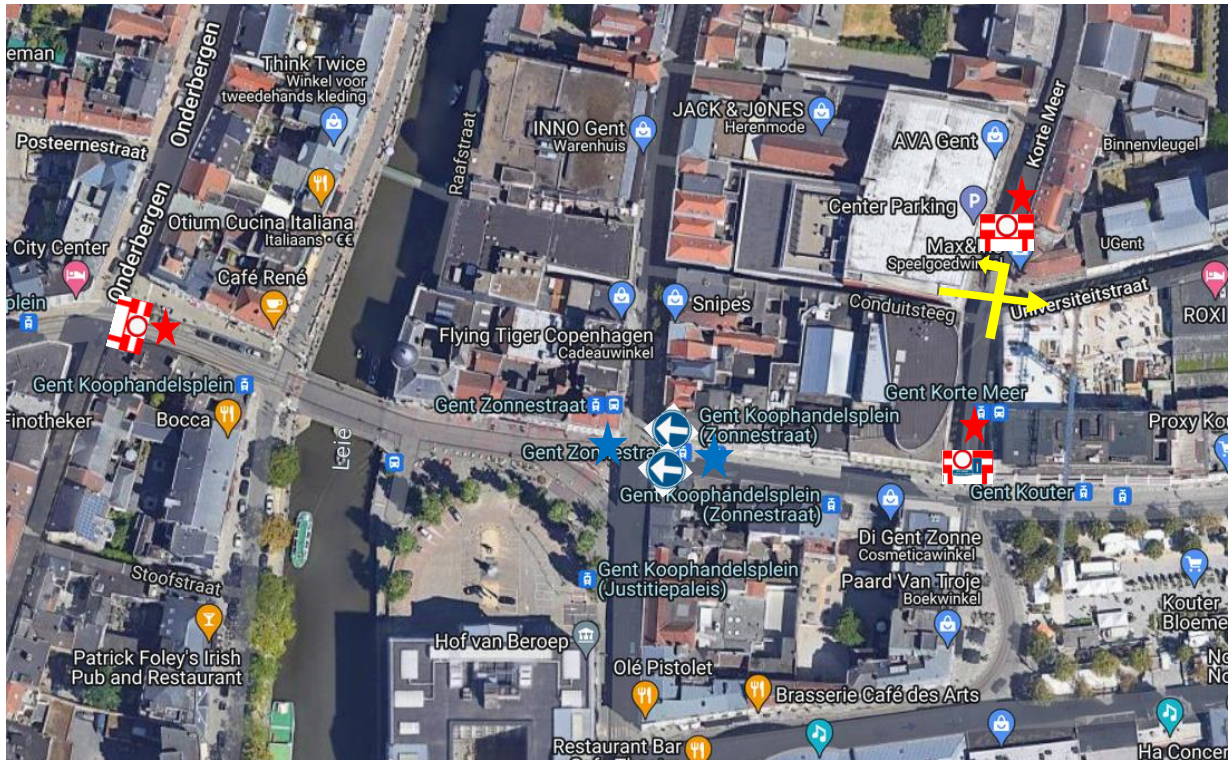 eman
Onderbergen
Think Twice
Winkel voor
tweedehands kleding
Posteernestraat
Raafstraat
INNO Gent
Warenhuis
JACK & JONES
Herenmode
AVA Gent
Korte Meer
Binnenvleugel
Onderbergen
Otium Cucina Italiana
Italiaans • €€
Center Parking
P
City Center
Café René
Max&
Speelgoedwin
UGent
plein
Conduitsteeg
Universiteitstraat
ROXI
Snipes
Flying Tiger Copenhagen
Cadeauwinkel
Gent Koophandelsplein
Gent Zonnestraat
Gent Koophandelsplein
(Zonnestraat)
Gent Korte Meer
Finotheker
Bocca
Leie
Gent Zonnestraat
Proxy Kou
Gent Koophandelsplein
(Zonnestraat)
Gent Kouter
Di Gent Zonne
Cosmeticawinkel
Stoofstraat
Gent Koophandelsplein
(Justitiepaleis)
Paard Van Troje
Boekwinkel
Kouter
Bloeme
Hof van Beroep
Patrick Foley's Irish
Pub and Restaurant
Olé Pistolet
Brasserie Café des Arts
No
No
Restaurant Bar
Ha Concer